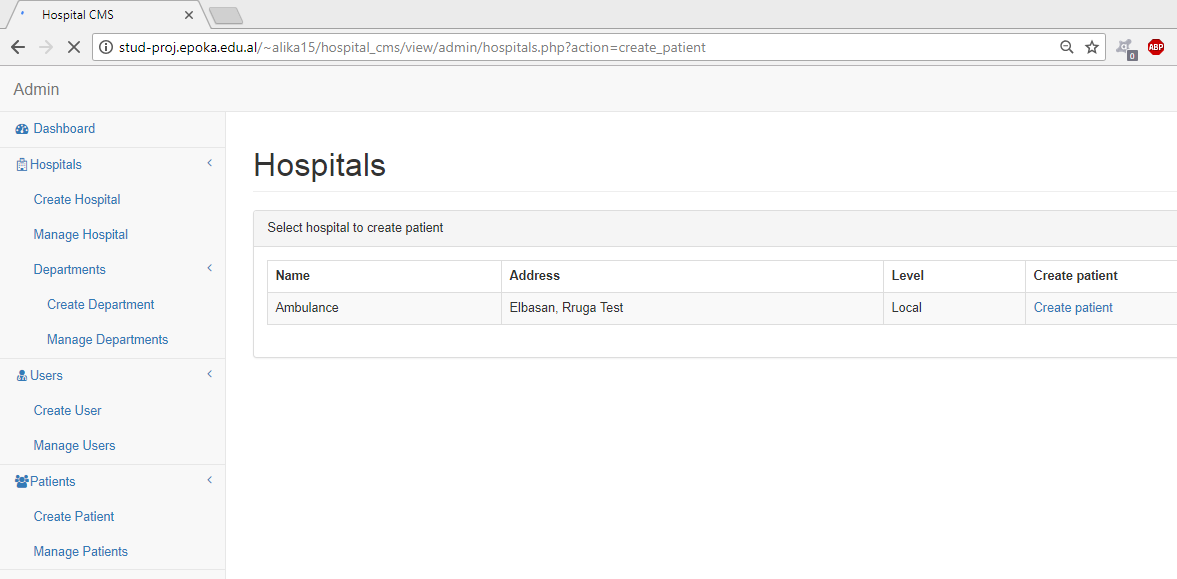 Hospital CMS
stud-proj.epoka.edu.al/~alika15/hospital_cms/view/admin/hospitals.php?action=create_patient
0
ABP
Admin
Dashboard
Hospitals
Create Hospital
Manage Hospital
Departments
Create Department
Manage Departments
Users
Create User
Manage Users
Patients
Create Patient
Manage Patients
Hospitals
Select hospital to create patient
Name Address Level Create patient
Ambulance Elbasan, Rruga Test Local Create patient